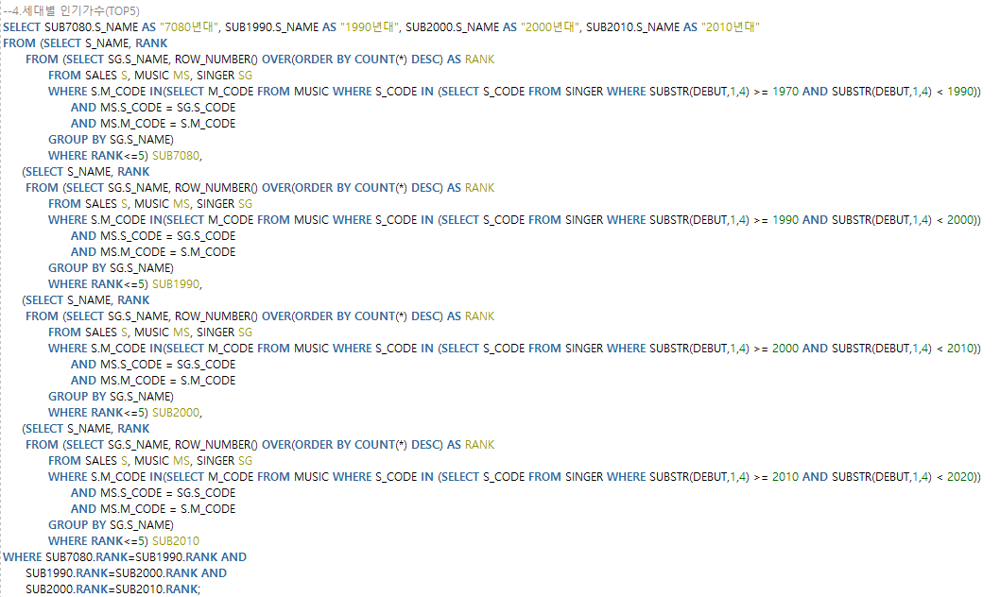 --4.세대별 인기가수(TOP5)
SELECT SUB7080.S_NAME AS "7080년대", SUB1990.S_NAME AS "1990년대", SUB2000.S_NAME AS "2000년대", SUB2010.S_NAME AS "2010년대"
FROM (SELECT S_NAME, RANK
FROM (SELECT SG.S_NAME, ROW_NUMBER() OVER(ORDER BY COUNT(*) DESC) AS RANK
FROM SALES S, MUSIC MS, SINGER SG
WHERE S.M_CODE IN(SELECT M_CODE FROM MUSIC WHERE S_CODE IN (SELECT S_CODE FROM SINGER WHERE SUBSTR(DEBUT,1,4) >= 1970 AND SUBSTR(DEBUT,1,4) < 1990))
AND MS.S_CODE = SG.S_CODE
AND MS.M_CODE = S.M_CODE
GROUP BY SG.S_NAME)
WHERE RANK<=5) SUB7080,
(SELECT S_NAME, RANK
FROM (SELECT SG.S_NAME, ROW_NUMBER() OVER(ORDER BY COUNT(*) DESC) AS RANK
FROM SALES S, MUSIC MS, SINGER SG
WHERE S.M_CODE IN(SELECT M_CODE FROM MUSIC WHERE S_CODE IN (SELECT S_CODE FROM SINGER WHERE SUBSTR(DEBUT,1,4) >= 1990 AND SUBSTR(DEBUT,1,4) < 2000))
AND MS.S_CODE = SG.S_CODE
AND MS.M_CODE = S.M_CODE
GROUP BY SG.S_NAME)
WHERE RANK<=5) SUB1990,
(SELECT S_NAME, RANK
FROM (SELECT SG.S_NAME, ROW_NUMBER() OVER(ORDER BY COUNT(*) DESC) AS RANK
FROM SALES S, MUSIC MS, SINGER SG
WHERE S.M_CODE IN(SELECT M_CODE FROM MUSIC WHERE S_CODE IN (SELECT S_CODE FROM SINGER WHERE SUBSTR(DEBUT,1,4) >= 2000 AND SUBSTR(DEBUT,1,4) < 2010))
AND MS.S_CODE = SG.S_CODE
AND MS.M_CODE = S.M_CODE
GROUP BY SG.S_NAME)
WHERE RANK<=5) SUB2000,
(SELECT S_NAME, RANK
FROM (SELECT SG.S_NAME, ROW_NUMBER() OVER(ORDER BY COUNT(*) DESC) AS RANK
FROM SALES S, MUSIC MS, SINGER SG
WHERE S.M_CODE IN(SELECT M_CODE FROM MUSIC WHERE S_CODE IN (SELECT S_CODE FROM SINGER WHERE SUBSTR(DEBUT,1,4) >= 2010 AND SUBSTR(DEBUT,1,4) < 2020))
AND MS.S_CODE = SG.S_CODE
AND MS.M_CODE = S.M_CODE
GROUP BY SG.S_NAME)
WHERE RANK<=5) SUB2010
WHERE SUB7080.RANK=SUB1990.RANK AND
SUB1990.RANK=SUB2000.RANK AND
SUB2000.RANK=SUB2010.RANK;